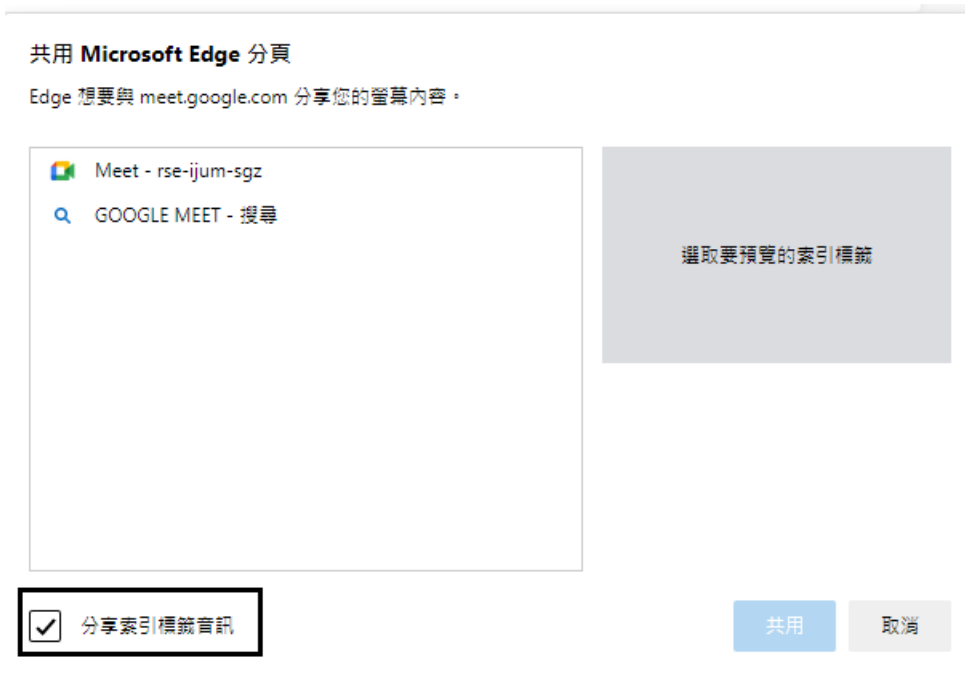 共用 Microsoft Edge 分頁
Edge 想要與 meet.google.com 分享您的螢幕內容。
Meet - rse-ijum-sgz
GOOGLE MEET - 搜尋
選取要預覽的索引標籤
分享索引標籤音訊
共用
取消